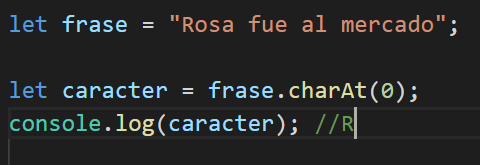 let frase = "Rosa fue al mercado";
let caracter = frase.charAt(0);
console.log(caracter); //R